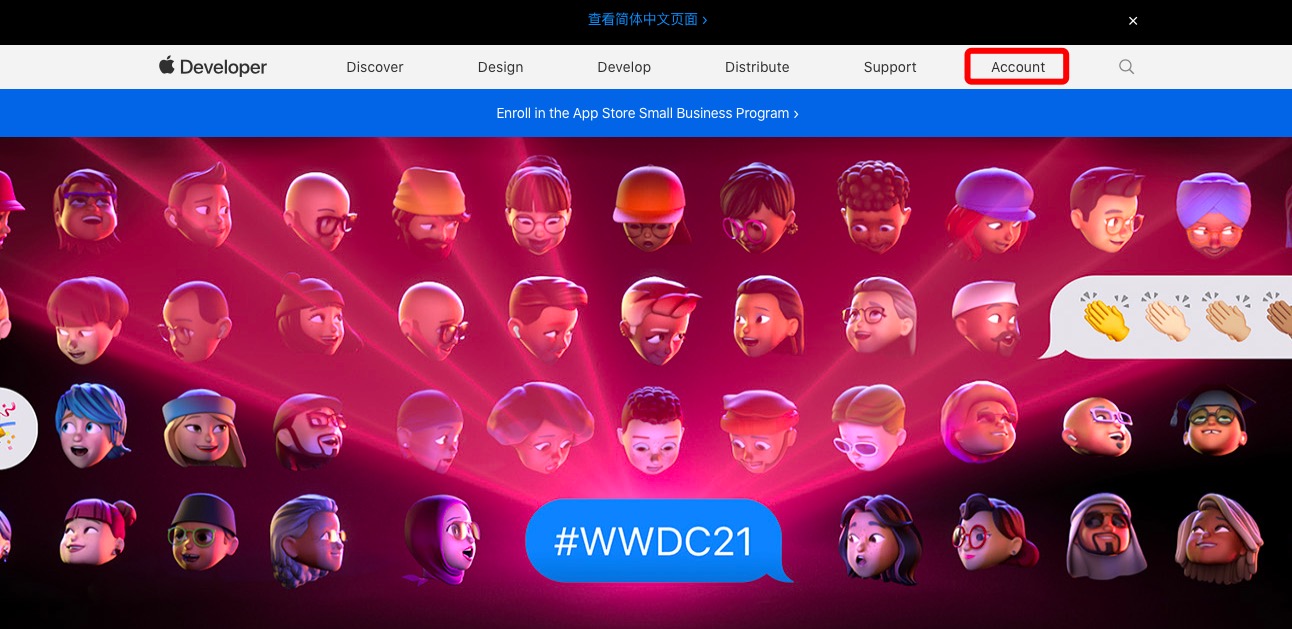 查看简体中文页面 ›
Developer Discover Design Develop Distribute Support Account
Enroll in the App Store Small Business Program ›
#WWDC21